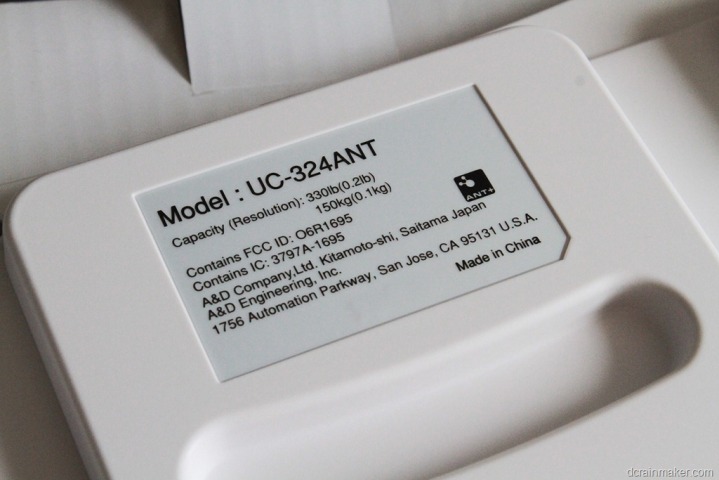 Model : UC-324ANT
Capacity (Resolution): 330lb(0.2lb)
150kg(0.1kg)
ANT+
Contains FCC ID: O6R1695
Contains IC: 3797A-1695
A&D Company,Ltd. Kitamoto-shi, Saitama Japan
A&D Engineering, Inc.
1756 Automation Parkway, San Jose, CA 95131 U.S.A.
Made in China
dcrainmaker.com